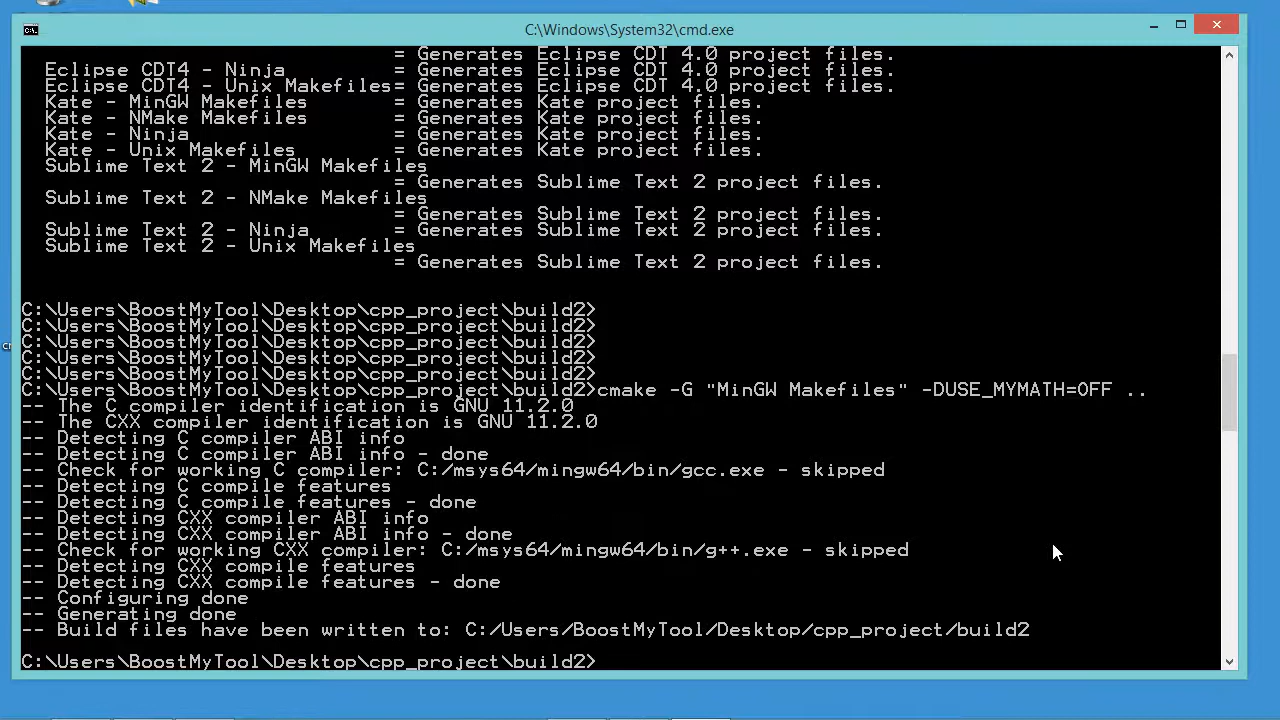 C:\Windows\System32\cmd.exe
= Generates Eclipse CDT 4.0 project files.
Eclipse CDT4 - Ninja = Generates Eclipse CDT 4.0 project files.
Eclipse CDT4 - Unix Makefiles= Generates Eclipse CDT 4.0 project files.
Kate - MinGW Makefiles = Generates Kate project files.
Kate - NMake Makefiles = Generates Kate project files.
Kate - Ninja = Generates Kate project files.
Kate - Unix Makefiles = Generates Kate project files.
Sublime Text 2 - MinGW Makefiles
= Generates Sublime Text 2 project files.
Sublime Text 2 - NMake Makefiles
= Generates Sublime Text 2 project files.
Sublime Text 2 - Ninja = Generates Sublime Text 2 project files.
Sublime Text 2 - Unix Makefiles
= Generates Sublime Text 2 project files.
C:\Users\BoostMyTool\Desktop\cpp_project\build2>
C:\Users\BoostMyTool\Desktop\cpp_project\build2>
C:\Users\BoostMyTool\Desktop\cpp_project\build2>
C:\Users\BoostMyTool\Desktop\cpp_project\build2>
C:\Users\BoostMyTool\Desktop\cpp_project\build2>
C:\Users\BoostMyTool\Desktop\cpp_project\build2>cmake -G "MinGW Makefiles" -DUSE_MYMATH=OFF ..
-- The C compiler identification is GNU 11.2.0
-- The CXX compiler identification is GNU 11.2.0
-- Detecting C compiler ABI info
-- Detecting C compiler ABI info - done
-- Check for working C compiler: C:/msys64/mingw64/bin/gcc.exe - skipped
-- Detecting C compile features
-- Detecting C compile features - done
-- Detecting CXX compiler ABI info
-- Detecting CXX compiler ABI info - done
-- Check for working CXX compiler: C:/msys64/mingw64/bin/g++.exe - skipped
-- Detecting CXX compile features
-- Detecting CXX compile features - done
-- Configuring done
-- Generating done
-- Build files have been written to: C:/Users/BoostMyTool/Desktop/cpp_project/build2
C:\Users\BoostMyTool\Desktop\cpp_project\build2>